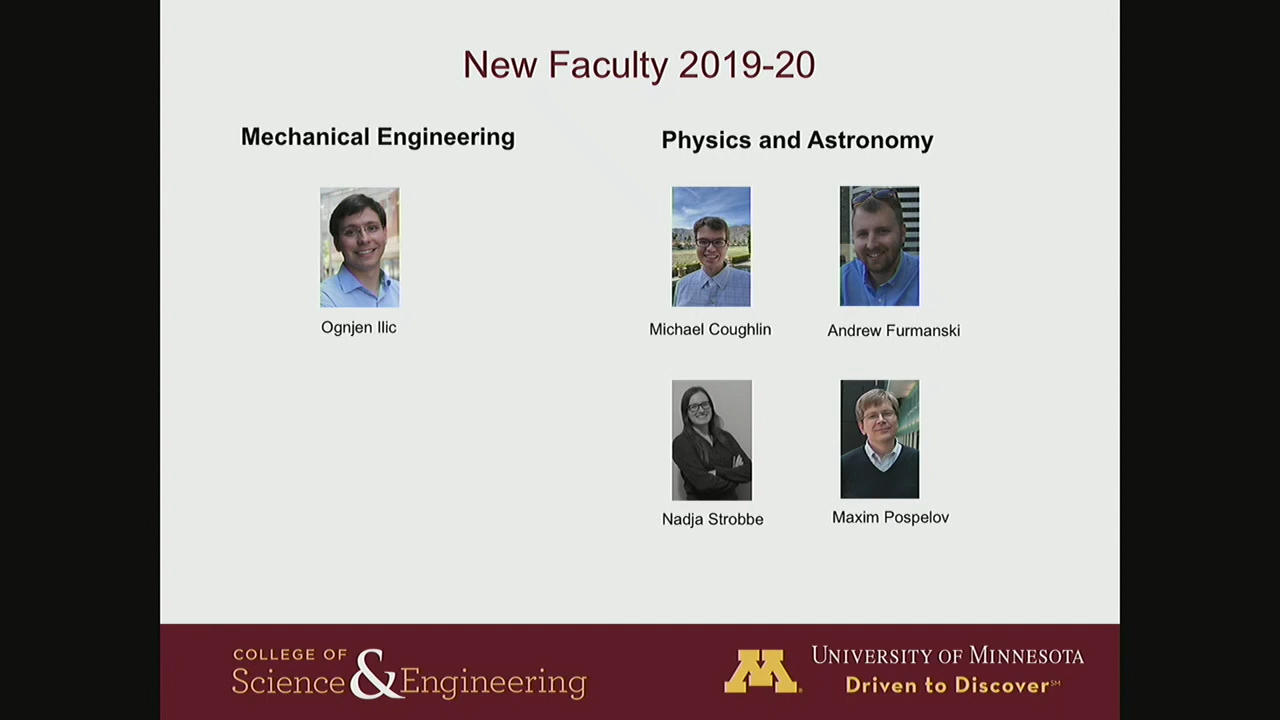 New Faculty 2019-20
Mechanical Engineering
Ognjen Ilic
Physics and Astronomy
Michael Coughlin
Andrew Furmanski
Nadja Strobbe
Maxim Pospelov
COLLEGE OF
Science & Engineering
M
UNIVERSITY OF MINNESOTA
Driven to Discover℠